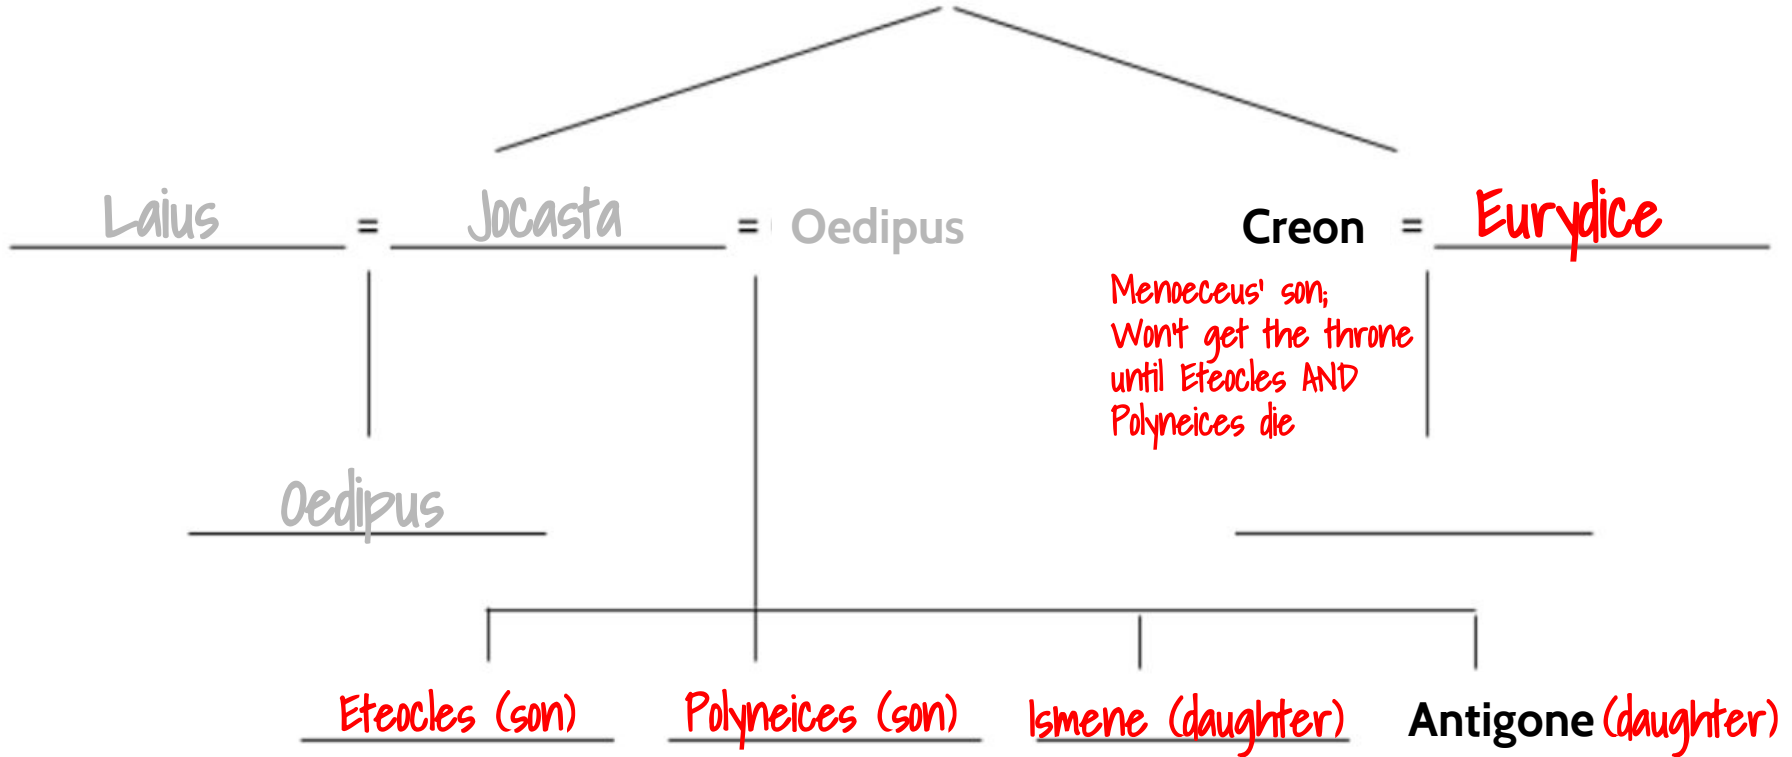 Laius = Jocasta = Oedipus Creon = Eurydice
Menoeceus' son;
Won't get the throne
until Eteocles AND
Polyneices die
Oedipus
Eteocles (son) Polyneices (son) Ismene (daughter) Antigone (daughter)